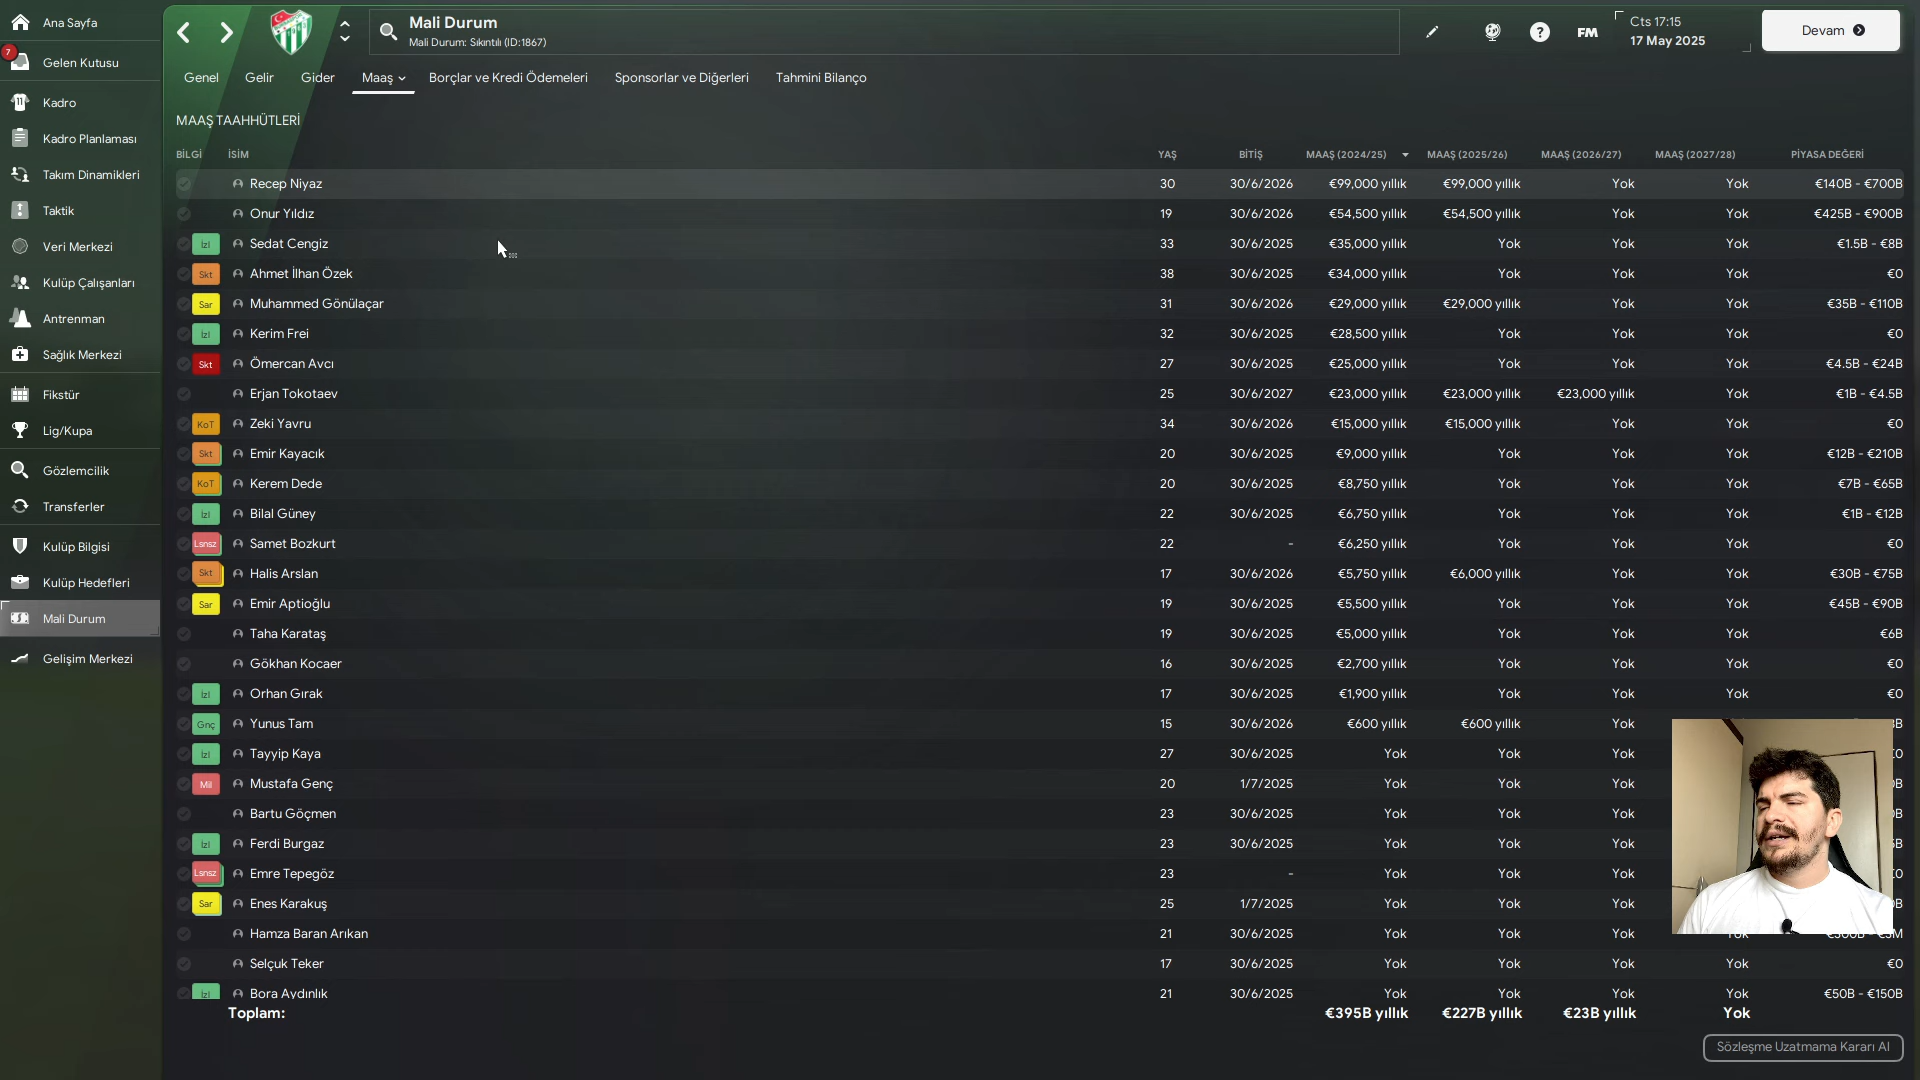 Ana Sayfa
7
Gelen Kutusu
Kadro
Kadro Planlaması
Takım Dinamikleri
Taktik
Veri Merkezi
Kulüp Çalışanları
Antrenman
Sağlık Merkezi
Fikstür
Lig/Kupa
Gözlemcilik
Transferler
Kulüp Bilgisi
Kulüp Hedefleri
Mali Durum
Gelişim Merkezi
Mali Durum
Mali Durum: Sıkıntılı (ID:1867)
FM
Cts 17:15
17 May 2025
Devam
Genel Gelir Gider Maaş Borçlar ve Kredi Ödemeleri Sponsorlar ve Diğerleri Tahmini Bilanço
MAAŞ TAAHHÜTLERİ
BİLGİ İSİM YAŞ BİTİŞ MAAŞ (2024/25) MAAŞ (2025/26) MAAŞ (2026/27) MAAŞ (2027/28) PİYASA DEĞERİ
Recep Niyaz 30 30/6/2026 €99,000 yıllık €99,000 yıllık Yok Yok €140B - €700B
Onur Yıldız 19 30/6/2026 €54,500 yıllık €54,500 yıllık Yok Yok €425B - €900B
İzl Sedat Cengiz 33 30/6/2025 €35,000 yıllık Yok Yok Yok €1.5B - €8B
Skt Ahmet İlhan Özek 38 30/6/2025 €34,000 yıllık Yok Yok Yok €0
Sar Muhammed Gönülaçar 31 30/6/2026 €29,000 yıllık €29,000 yıllık Yok Yok €35B - €110B
İzl Kerim Frei 32 30/6/2025 €28,500 yıllık Yok Yok Yok €0
Skt Ömercan Avcı 27 30/6/2025 €25,000 yıllık Yok Yok Yok €4.5B - €24B
Erjan Tokotaev 25 30/6/2027 €23,000 yıllık €23,000 yıllık €23,000 yıllık Yok €1B - €4.5B
KoT Zeki Yavru 34 30/6/2026 €15,000 yıllık €15,000 yıllık Yok Yok €0
Skt Emir Kayacık 20 30/6/2025 €9,000 yıllık Yok Yok Yok €12B - €210B
KoT Kerem Dede 20 30/6/2025 €8,750 yıllık Yok Yok Yok €7B - €65B
İzl Bilal Güney 22 30/6/2025 €6,750 yıllık Yok Yok Yok €1B - €12B
Lsnsz Samet Bozkurt 22 - €6,250 yıllık Yok Yok Yok €0
Skt Halis Arslan 17 30/6/2026 €5,750 yıllık €6,000 yıllık Yok Yok €30B - €75B
Sar Emir Aptioğlu 19 30/6/2025 €5,500 yıllık Yok Yok Yok €45B - €90B
Taha Karataş 19 30/6/2025 €5,000 yıllık Yok Yok Yok €6B
Gökhan Kocaer 16 30/6/2025 €2,700 yıllık Yok Yok Yok €0
İzl Orhan Gırak 17 30/6/2025 €1,900 yıllık Yok Yok Yok €0
Gnç Yunus Tam 15 30/6/2026 €600 yıllık €600 yıllık Yok
İzl Tayyip Kaya 27 30/6/2025 Yok Yok Yok
Mil Mustafa Genç 20 1/7/2025 Yok Yok Yok
Bartu Göçmen 23 30/6/2025 Yok Yok Yok
İzl Ferdi Burgaz 23 30/6/2025 Yok Yok Yok
Lsnsz Emre Tepegöz 23 - Yok Yok Yok
Sar Enes Karakuş 25 1/7/2025 Yok Yok Yok
Hamza Baran Arıkan 21 30/6/2025 Yok Yok Yok
Selçuk Teker 17 30/6/2025 Yok Yok Yok Yok €0
İzl Bora Aydınlık 21 30/6/2025 Yok Yok Yok Yok €50B - €150B
Toplam: €395B yıllık €227B yıllık €23B yıllık Yok
Sözleşme Uzatmama Kararı Al